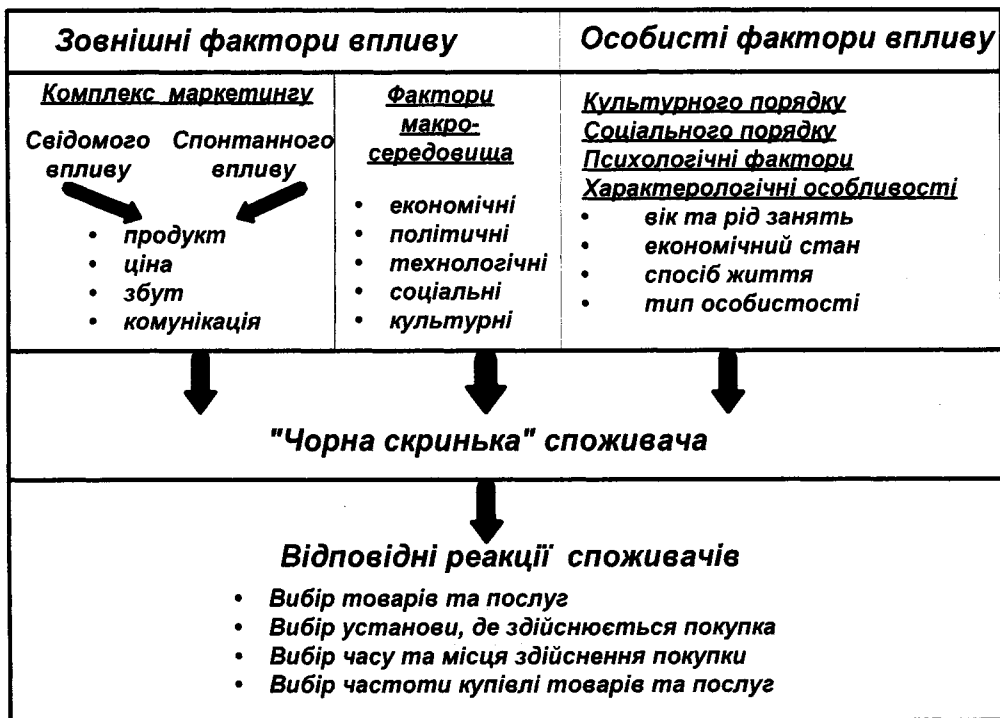 Зовнішні фактори впливу
Особисті фактори впливу
Комплекс маркетингу
Свідомого впливу
Спонтанного впливу
• продукт
• ціна
• збут
• комунікація
Фактори
макро-
середовища
• економічні
• політичні
• технологічні
• соціальні
• культурні
Культурного порядку
Соціального порядку
Психологічні фактори
Характерологічні особливості
• вік та рід занять
• економічний стан
• спосіб життя
• тип особистості
"Чорна скринька" споживача
Відповідні реакції споживачів
• Вибір товарів та послуг
• Вибір установи, де здійснюється покупка
• Вибір часу та місця здійснення покупки
• Вибір частоти купівлі товарів та послуг